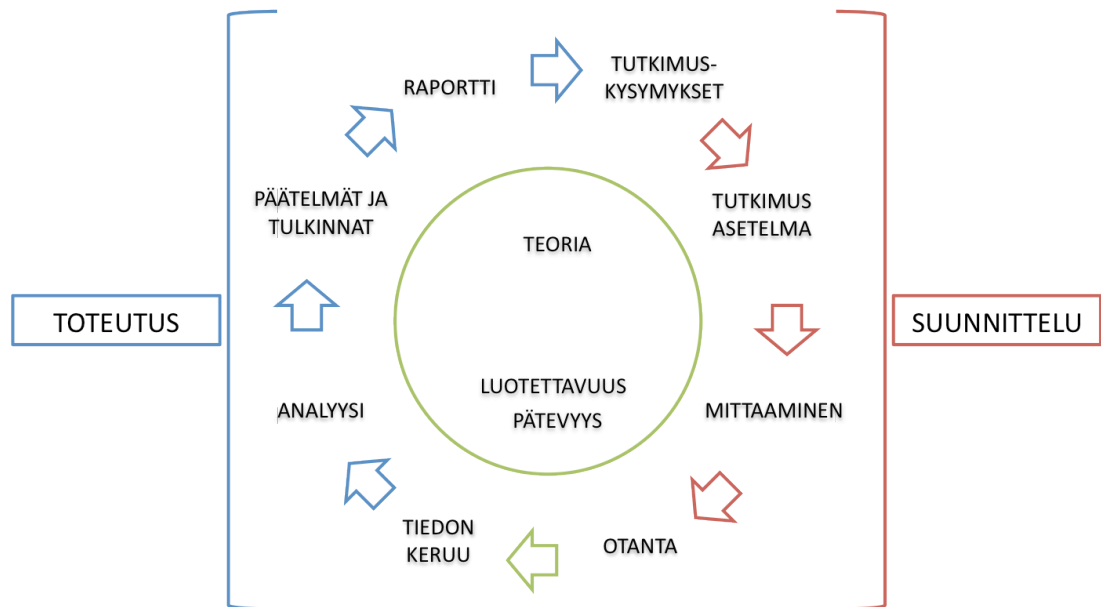 RAPORTTI
TUTKIMUS-
KYSYMYKSET
TUTKIMUS
ASETELMA
MITTAAMINEN
OTANTA
TIEDON
KERUU
ANALYYSI
PÄÄTELMÄT JA
TULKINNAT
TEORIA
LUOTETTAVUUS
PÄTEVYYS
TOTEUTUS
SUUNNITTELU